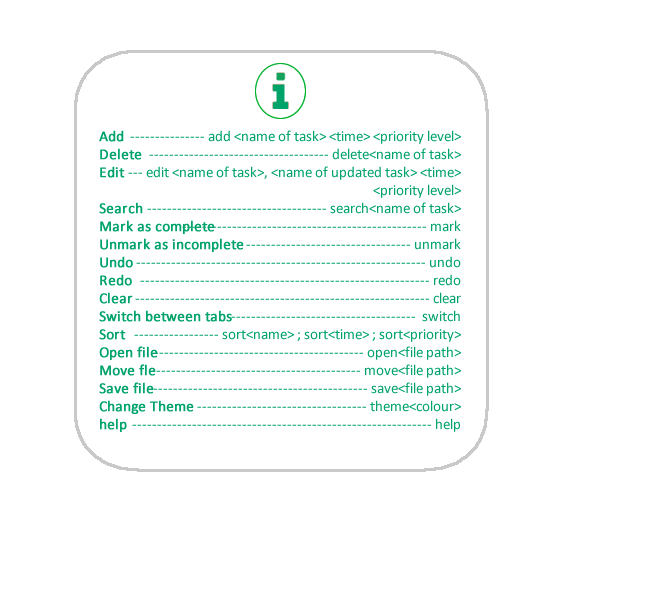 i
Add --------------- add <name of task> <time> <priority level>
Delete ------------------------------------ delete<name of task>
Edit --- edit <name of task>, <name of updated task> <time>
<priority level>
Search ------------------------------------ search<name of task>
Mark as complete------------------------------------------ mark
Unmark as incomplete --------------------------------- unmark
Undo ---------------------------------------------------------- undo
Redo ---------------------------------------------------------- redo
Clear ----------------------------------------------------------- clear
Switch between tabs------------------------------------- switch
Sort ----------------- sort<name> ; sort<time> ; sort<priority>
Open file----------------------------------------- open<file path>
Move fle----------------------------------------- move<file path>
Save file------------------------------------------- save<file path>
Change Theme ---------------------------------- theme<colour>
help ------------------------------------------------------------ help